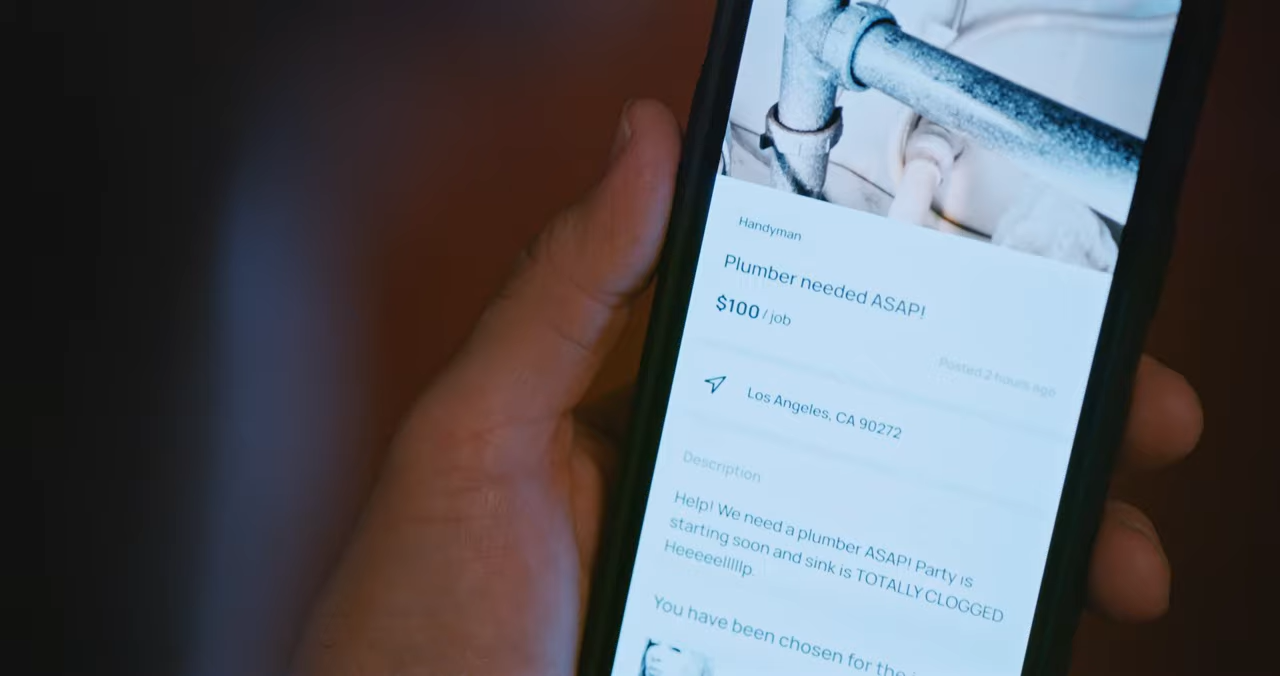 Handyman
Plumber needed ASAP!
$100 / job
Posted 2 hours ago
Los Angeles, CA 90272
Description
Help! We need a plumber ASAP! Party is
starting soon and sink is TOTALLY CLOGGED
Heeeeelllllp.
You have been chosen for the